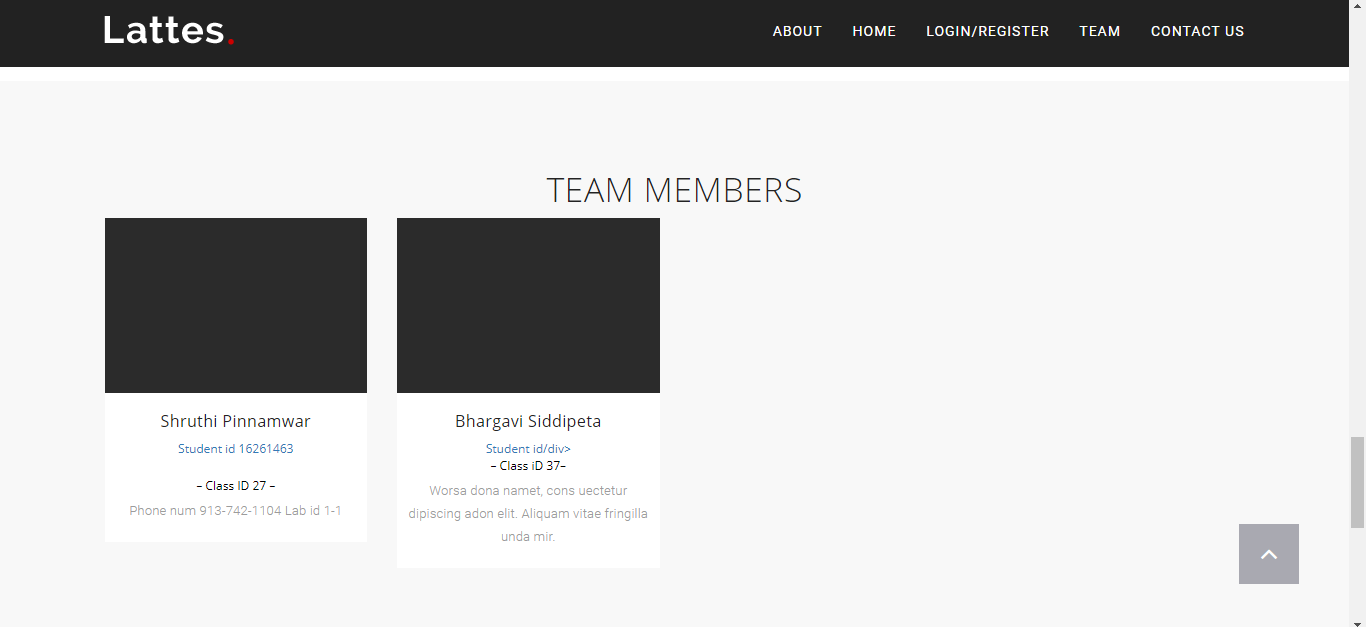 Lattes.
ABOUT HOME LOGIN/REGISTER TEAM CONTACT US
TEAM MEMBERS
Shruthi Pinnamwar
Student id 16261463
– Class ID 27 –
Phone num 913-742-1104 Lab id 1-1
Bhargavi Siddipeta
Student id/div>
– Class iD 37–
Worsa dona namet, cons uectetur
dipiscing adon elit. Aliquam vitae fringilla
unda mir.